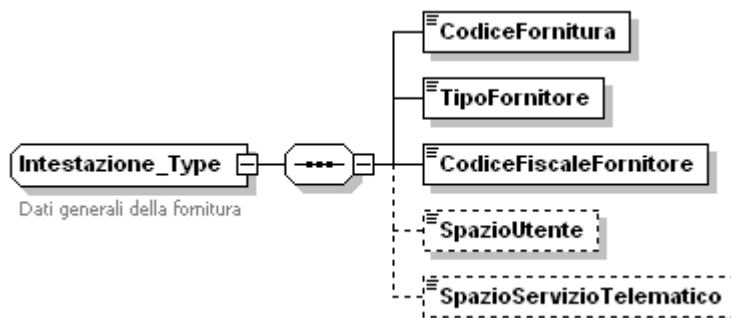 CodiceFornitura
TipoFornitore
Intestazione_Type
CodiceFiscaleFornitore
Dati generali della fornitura
SpazioUtente
SpazioServizioTelematico